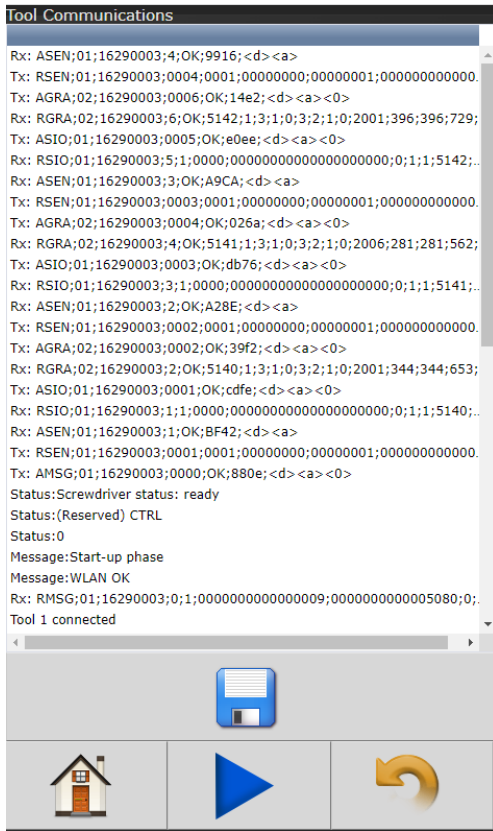 Tool Communications
Rx: ASEN;01;16290003;4;OK;9916;<d><a>
Tx: RSEN;01;16290003;0004;0001;00000000;00000001;000000000000.
Tx: AGRA;02;16290003;0006;OK;14e2;<d><a><0>
Rx: RGRA;02;16290003;6;OK;5142;1;3;1;0;3;2;1;0;2001;396;396;729;
Tx: ASIO;01;16290003;0005;OK;e0ee;<d><a><0>
Rx: RSIO;01;16290003;5;1;0000;00000000000000000000;0;1;1;5142;..
Rx: ASEN;01;16290003;3;OK;A9CA;<d><a>
Tx: RSEN;01;16290003;0003;0001;00000000;00000001;000000000000.
Tx: AGRA;02;16290003;0004;OK;026a;<d><a><0>
Rx: RGRA;02;16290003;4;OK;5141;1;3;1;0;3;2;1;0;2006;281;281;562;
Tx: ASIO;01;16290003;0003;OK;db76;<d><a><0>
Rx: RSIO;01;16290003;3;1;0000;00000000000000000000;0;1;1;5141;..
Rx: ASEN;01;16290003;2;OK;A28E;<d><a>
Tx: RSEN;01;16290003;0002;0001;00000000;00000001;000000000000.
Tx: AGRA;02;16290003;0002;OK;39f2;<d><a><0>
Rx: RGRA;02;16290003;2;OK;5140;1;3;1;0;3;2;1;0;2001;344;344;653;
Tx: ASIO;01;16290003;0001;OK;cdfe;<d><a><0>
Rx: RSIO;01;16290003;1;1;0000;00000000000000000000;0;1;1;5140;..
Rx: ASEN;01;16290003;1;OK;BF42;<d><a>
Tx: RSEN;01;16290003;0001;0001;00000000;00000001;000000000000.
Tx: AMSG;01;16290003;0000;OK;880e;<d><a><0>
Status:Screwdriver status: ready
Status:(Reserved) CTRL
Status:0
Message:Start-up phase
Message:WLAN OK
Rx: RMSG;01;16290003;0;1;0000000000000009;0000000000005080;0;.
Tool 1 connected